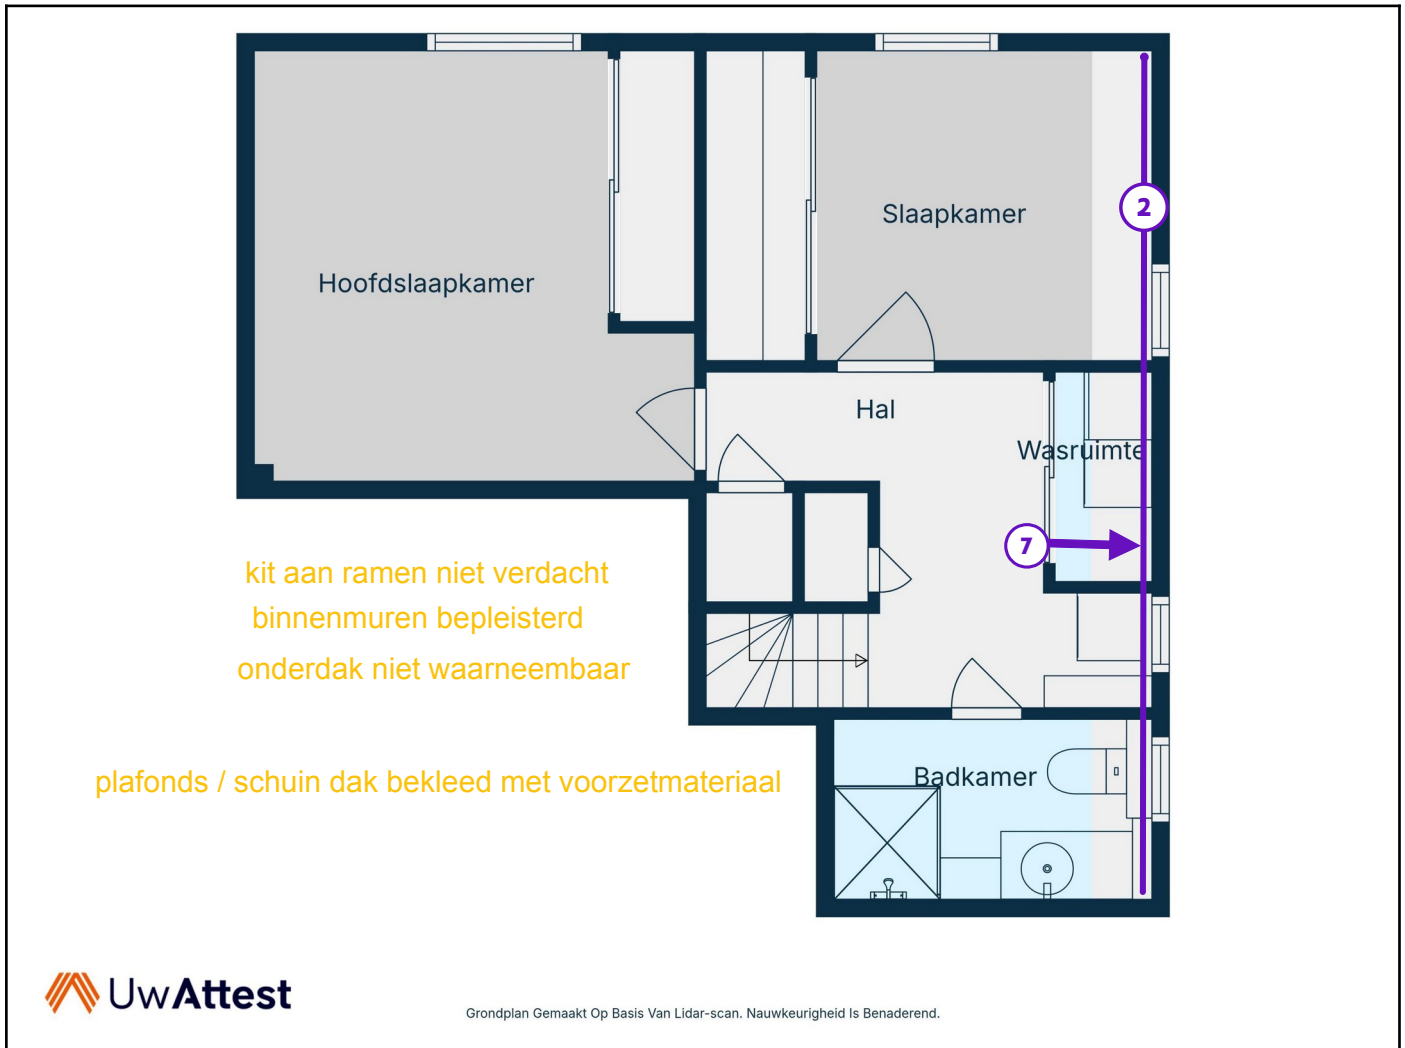 2
Slaapkamer
Hoofdslaapkamer
Hal
Wasruimte
7
kit aan ramen niet verdacht
binnenmuren bepleisterd
onderdak niet waarneembaar
plafonds / schuin dak bekleed met voorzetmateriaal
Badkamer
UwAttest
Grondplan Gemaakt Op Basis Van Lidar-scan. Nauwkeurigheid Is Benaderend.